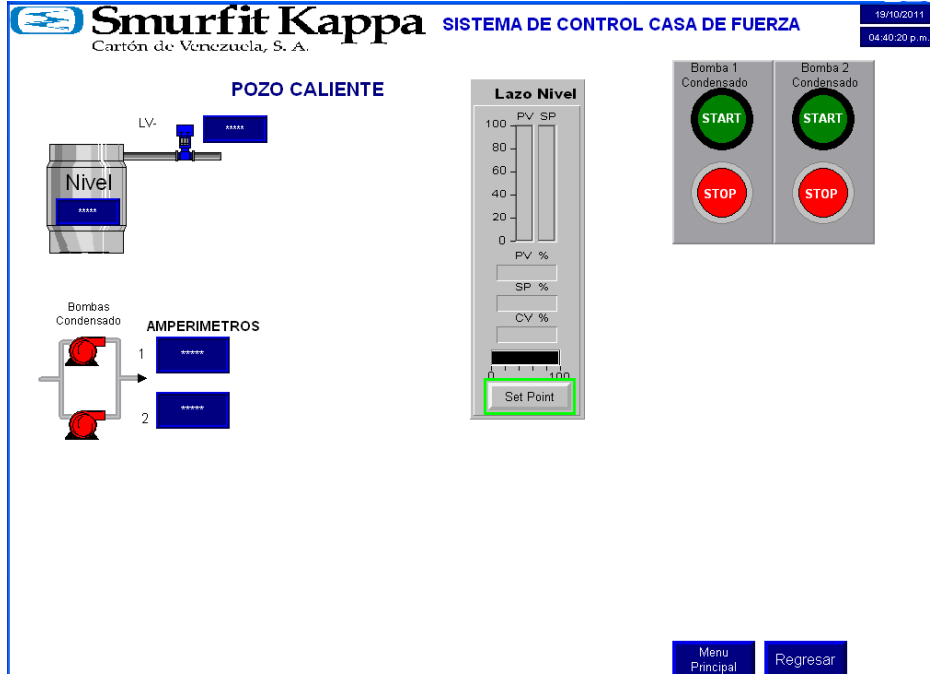 Smurfit Kappa
Cartón de Venezuela, S. A.
SISTEMA DE CONTROL CASA DE FUERZA
19/10/2011
04:40:20 p.m.
POZO CALIENTE
LV-
*****
Nivel
*****
Bombas
Condensado
AMPERIMETROS
1
*****
2
*****
Lazo Nivel
PV SP
100
80
60
40
20
0
PV %
SP %
CV %
0 100
Set Point
Bomba 1
Condensado
START
STOP
Bomba 2
Condensado
START
STOP
Menu
Principal
Regresar